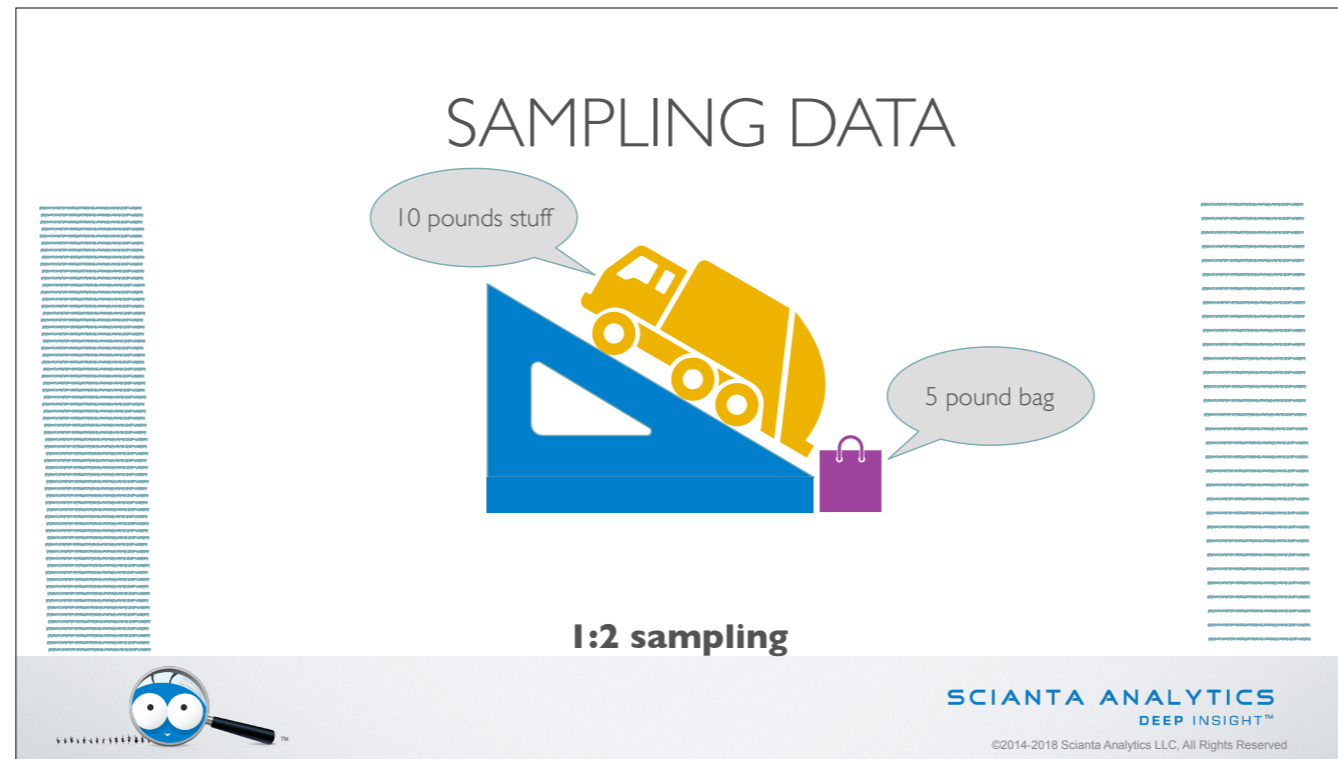 SAMPLING DATA
10 pounds stuff
5 pound bag
1:2 sampling
TM
SCIANTA ANALYTICS
DEEP INSIGHT™
©2014-2018 Scianta Analytics LLC, All Rights Reserved